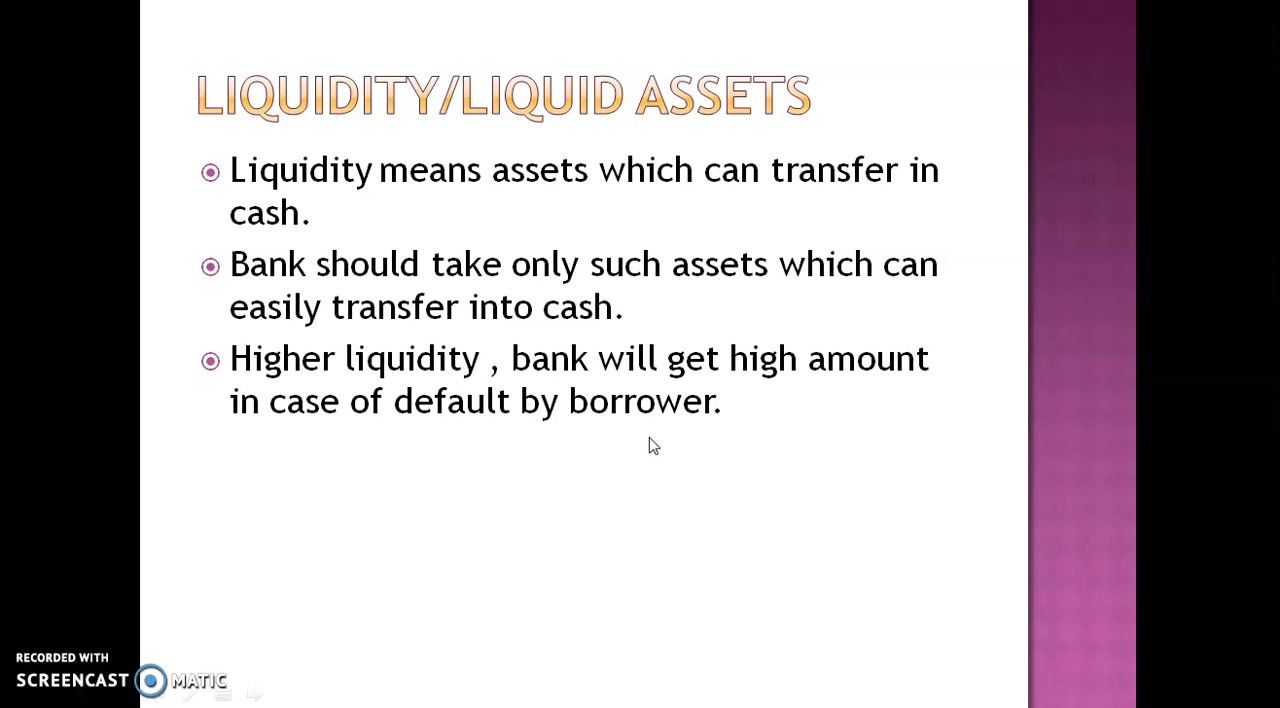 LIQUIDITY/LIQUID ASSETS
Liquidity means assets which can transfer in
cash.
Bank should take only such assets which can
easily transfer into cash.
Higher liquidity , bank will get high amount
in case of default by borrower.
RECORDED WITH
SCREENCAST MATIC